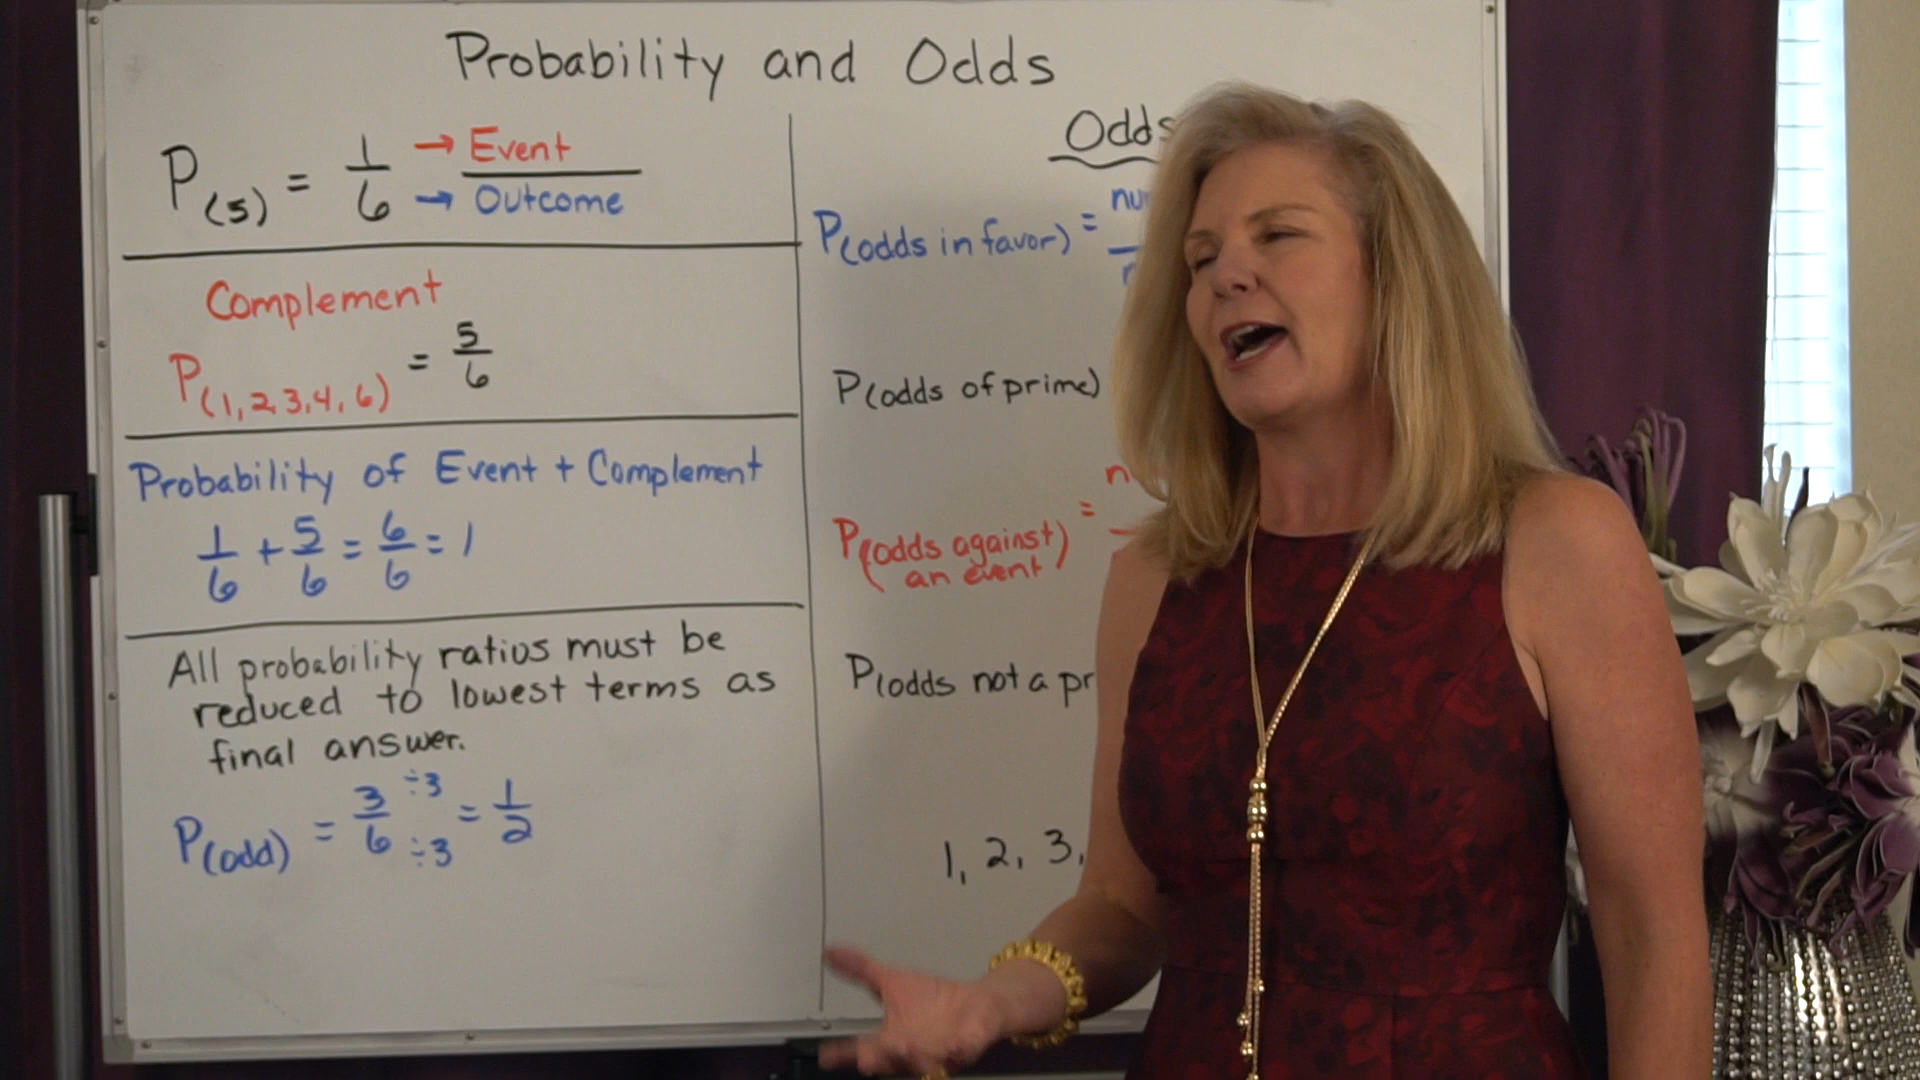 Probability and Odds
P(5) = 1/6 → Event
→ Outcome
Complement
P(1,2,3,4,6) = 5/6
Probability of Event + Complement
1/6 + 5/6 = 6/6 = 1
All probability ratios must be
reduced to lowest terms as
final answer.
P(odd) = 3/6 ÷3 ÷3 = 1/2
Odds
P(odds in favor) =
P(odds of prime)
P(odds against) =
an event
P(odds not a
1, 2, 3,